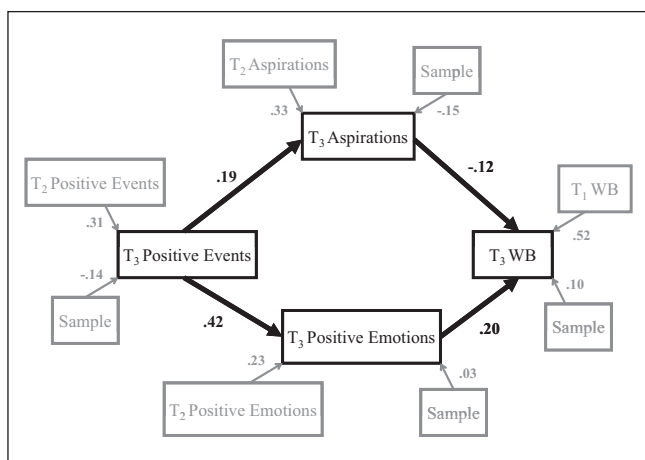 T₂ Aspirations
Sample
.33
-.15
T₃ Aspirations
T₂ Positive Events
.19
-.12
T₁ WB
.31
.52
T₃ Positive Events
T₃ WB
-.14
.10
Sample
.42
.20
Sample
T₃ Positive Emotions
.23
.03
T₂ Positive Emotions
Sample